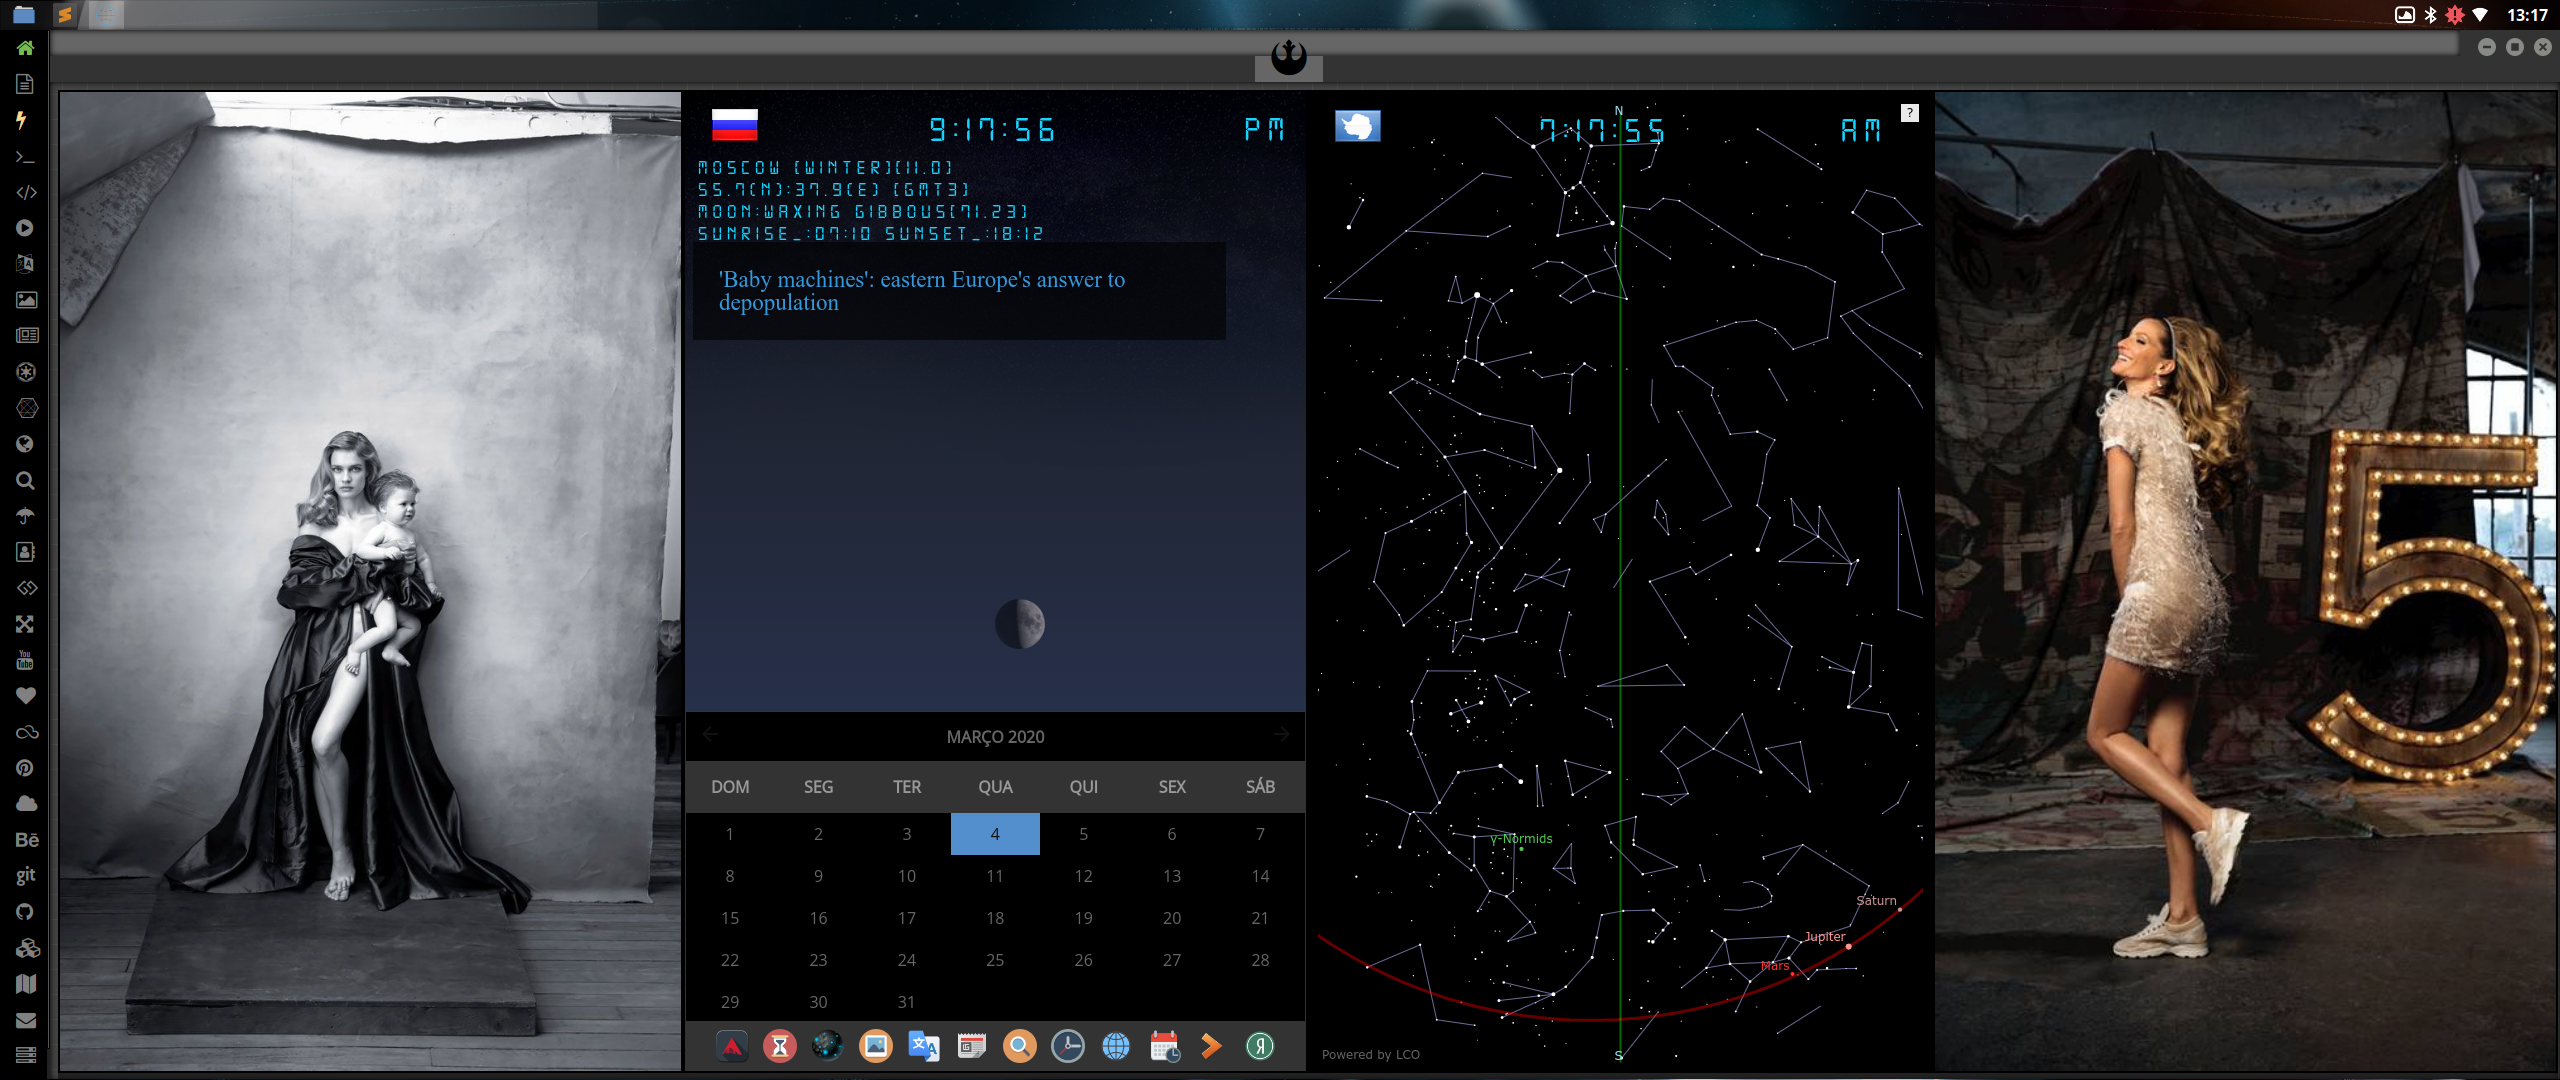 13:17
9:17:56 PM
MOSCOW (WINTER)(11.0)
55.7(N):37.9(E) (GMT3)
MOON:WAXING GIBBOUS(71.23)
SUNRISE_:07:10 SUNSET_:18:12
'Baby machines': eastern Europe's answer to
depopulation
MARÇO 2020
DOM SEG TER QUA QUI SEX SÁB
1 2 3 4 5 6 7
8 9 10 11 12 13 14
15 16 17 18 19 20 21
22 23 24 25 26 27 28
29 30 31
N
7:17:55 AM
?
γ-Normids
Saturn
Jupiter
Mars
S
Powered by LCO
5
You
Tube
Bē
git
Я